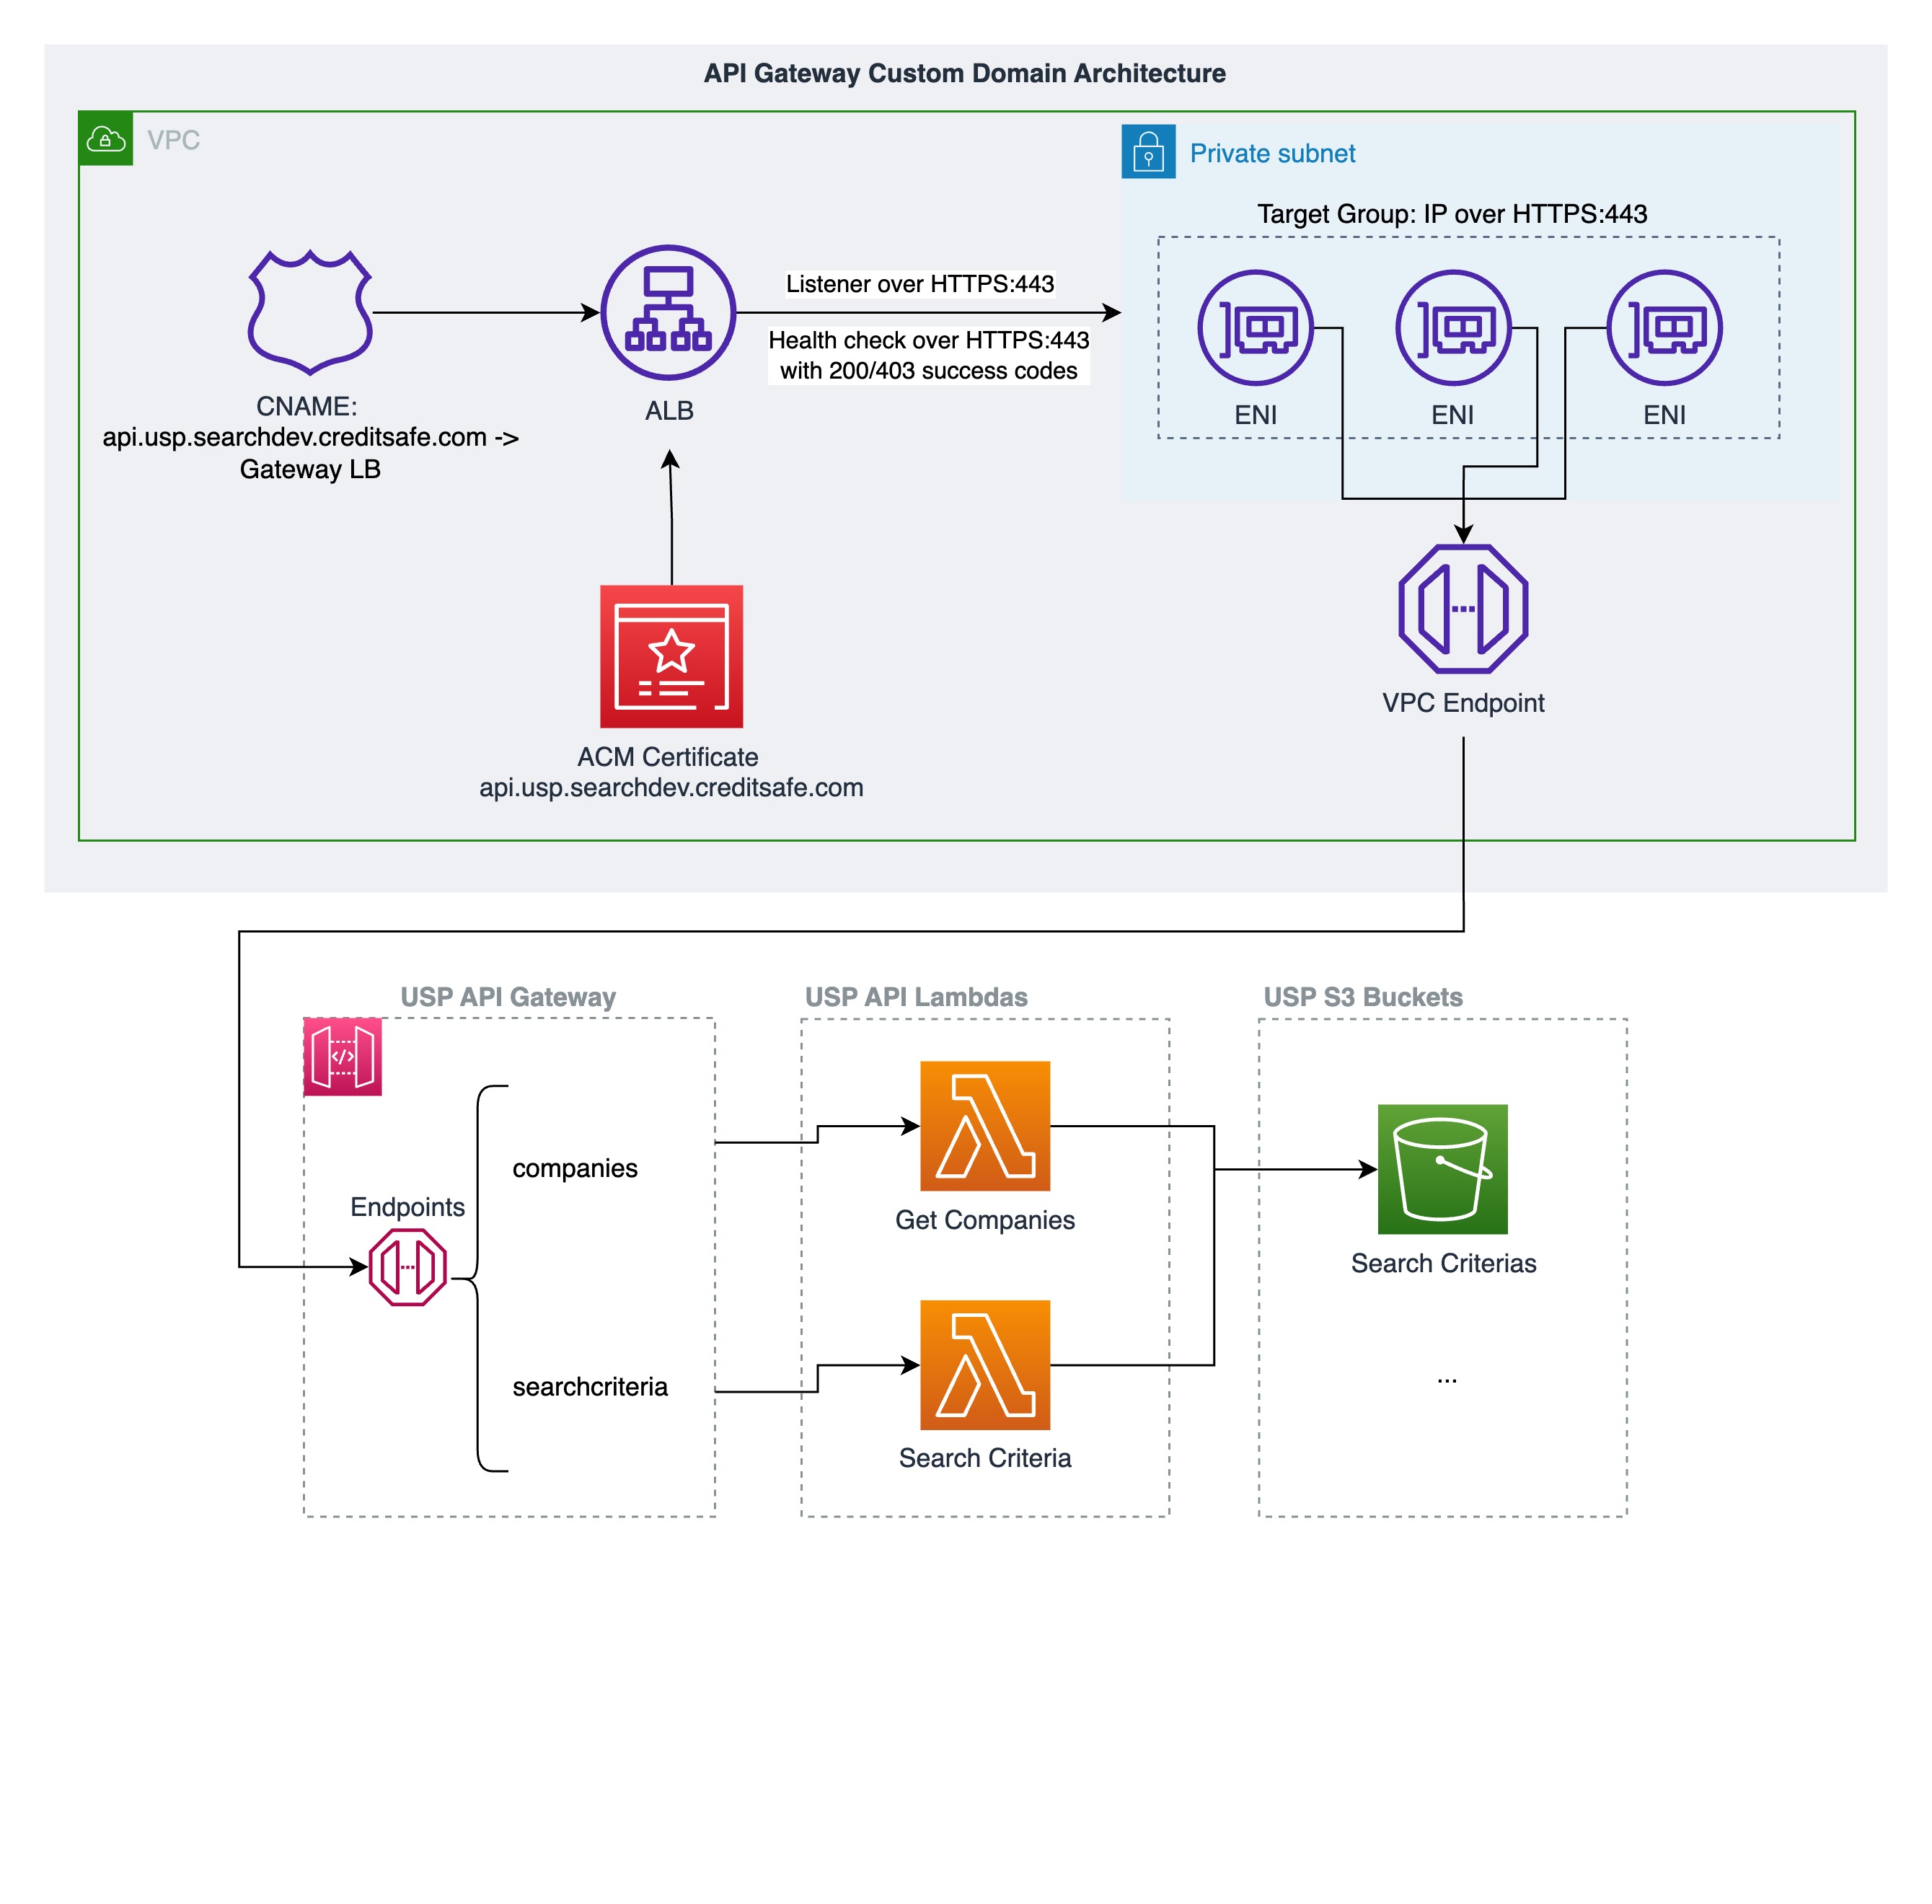 API Gateway Custom Domain Architecture
VPC
Private subnet
Target Group: IP over HTTPS:443
Listener over HTTPS:443
Health check over HTTPS:443
with 200/403 success codes
CNAME:
api.usp.searchdev.creditsafe.com ->
Gateway LB
ALB
ENI
ENI
ENI
ACM Certificate
api.usp.searchdev.creditsafe.com
VPC Endpoint
USP API Gateway
USP API Lambdas
USP S3 Buckets
</>
Endpoints
companies
searchcriteria
Get Companies
Search Criteria
Search Criterias
...